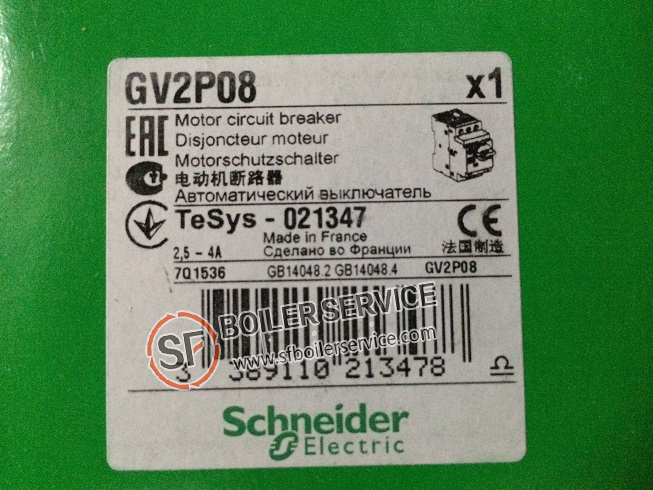 GV2P08 x1
EAC Motor circuit breaker
Disjoncteur moteur
Motorschutzschalter
电动机断路器
Автоматический выключатель
TeSys - 021347 CE
Made in France
2,5 - 4A Сделано во Франции 法国制造
7Q1536 GB14048.2 GB14048.4 GV2P08
SF BOILERSERVICE
www.sfboilerservice.com
3 389110 213478
Schneider
Electric